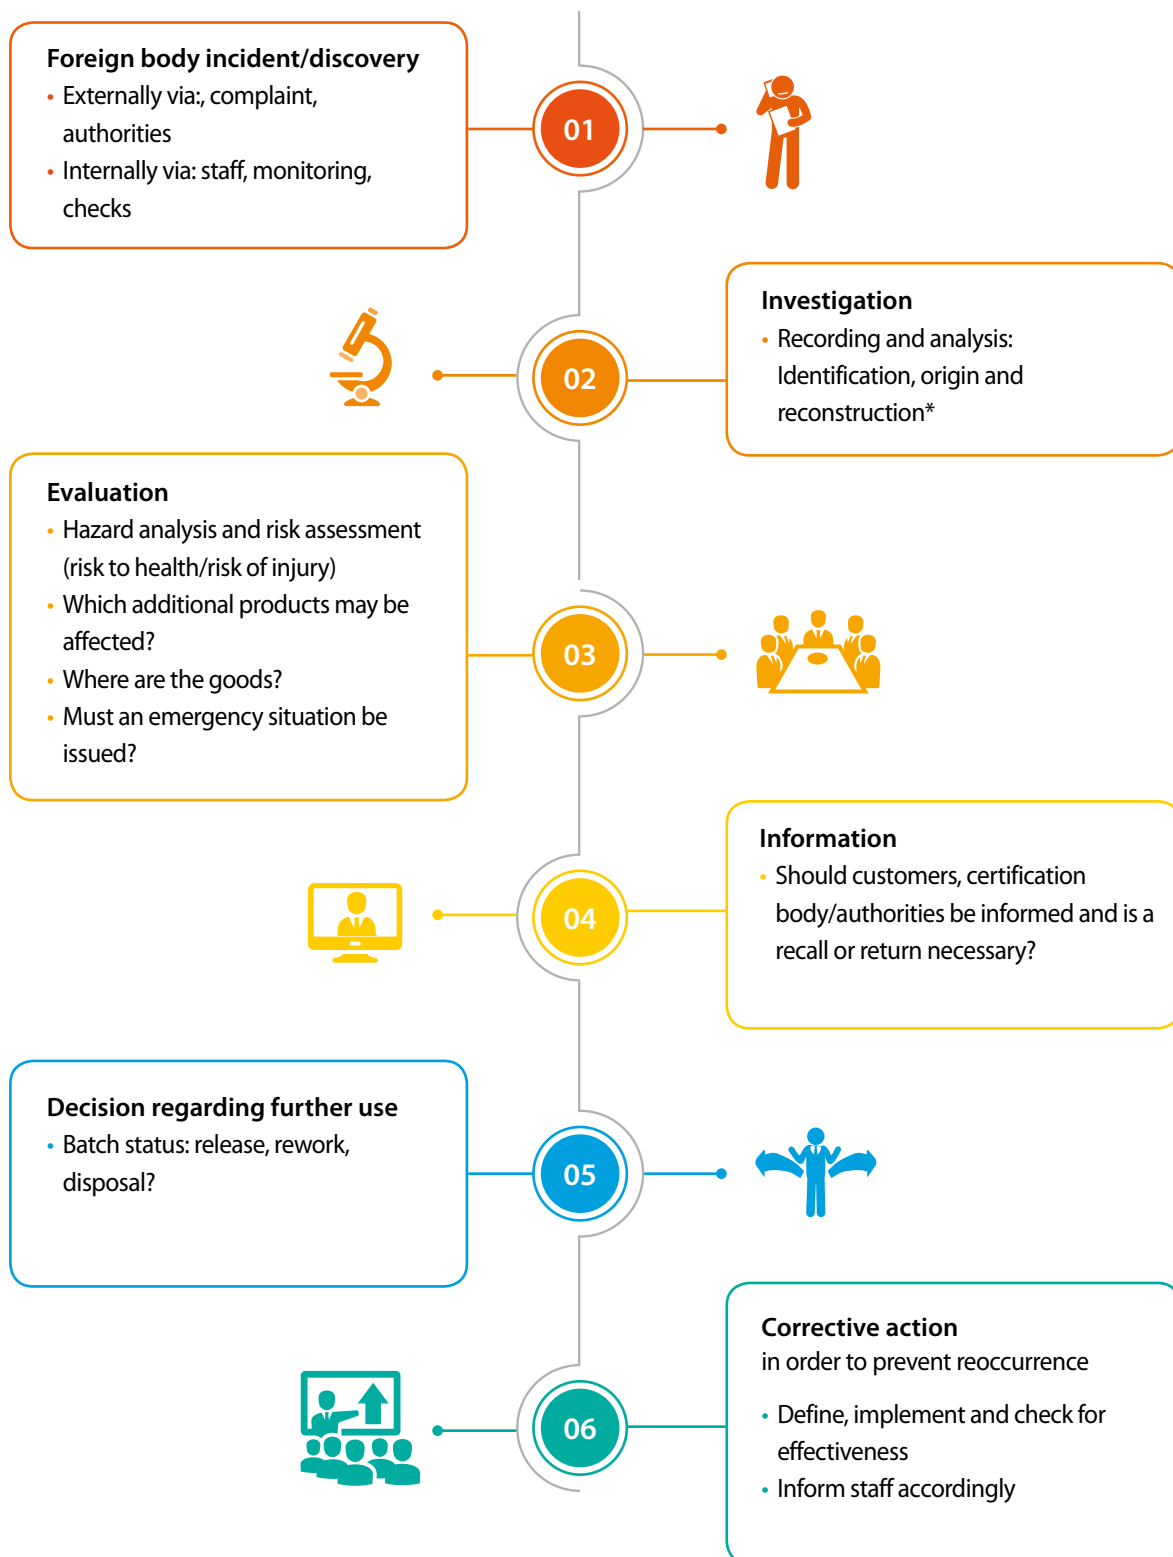 Foreign body incident/discovery
• Externally via:, complaint,
authorities
• Internally via: staff, monitoring,
checks
01
02
Investigation
• Recording and analysis:
Identification, origin and
reconstruction*
Evaluation
• Hazard analysis and risk assessment
(risk to health/risk of injury)
• Which additional products may be
affected?
• Where are the goods?
• Must an emergency situation be
issued?
03
04
Information
• Should customers, certification
body/authorities be informed and is a
recall or return necessary?
Decision regarding further use
• Batch status: release, rework,
disposal?
05
06
Corrective action
in order to prevent reoccurrence
• Define, implement and check for
effectiveness
• Inform staff accordingly